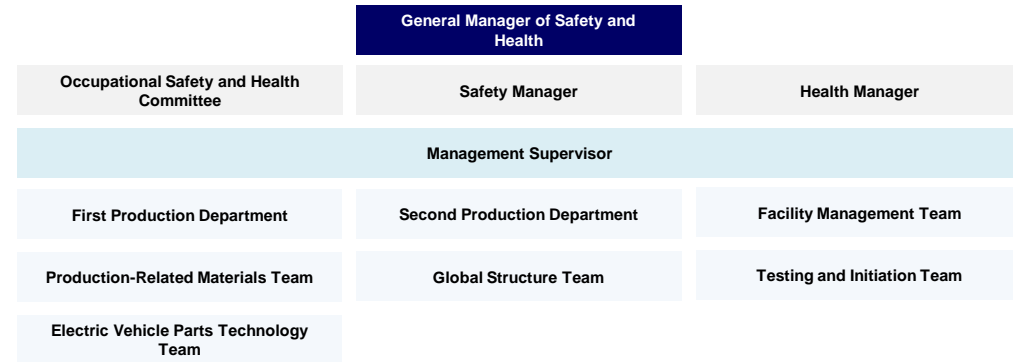 General Manager of Safety and
Health
Occupational Safety and Health
Committee
Safety Manager
Health Manager
Management Supervisor
First Production Department
Second Production Department
Facility Management Team
Production-Related Materials Team
Global Structure Team
Testing and Initiation Team
Electric Vehicle Parts Technology
Team